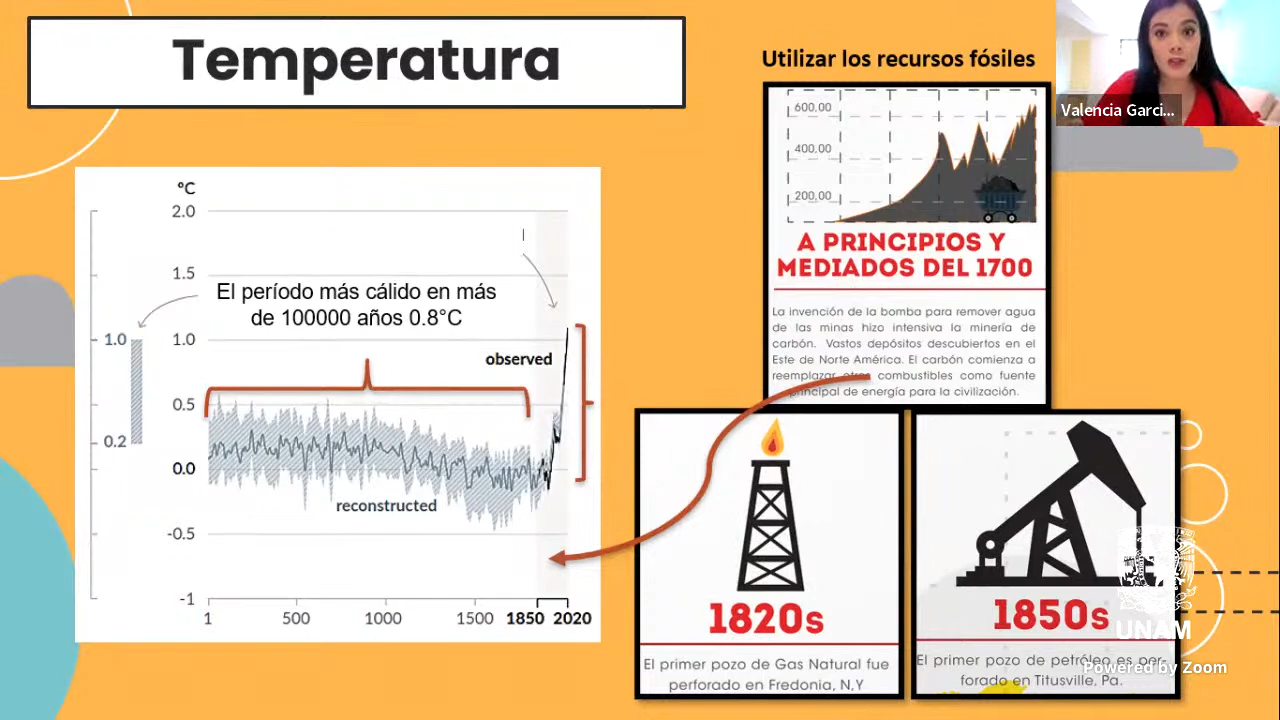 Temperatura
Utilizar los recursos fósiles
Valencia Garci...
°C
2.0
1.5
1.0
0.5
0.0
-0.5
-1
1.0
0.2
El período más cálido en más
de 100000 años 0.8°C
observed
reconstructed
1
500
1000
1500
1850
2020
600,00
400,00
200,00
A PRINCIPIOS Y
MEDIADOS DEL 1700
La invención de la bomba para remover agua
de las minas hizo intensiva la minería de
carbón. Vastos depósitos descubiertos en el
Este de Norte América. El carbón comienza a
reemplazar otros combustibles como fuente
principal de energía para la civilización.
1820s
El primer pozo de Gas Natural fue
perforado en Fredonia, N,Y
1850s
El primer pozo de petróleo es per-
forado en Titusville, Pa.
UNAM
Powered by Zoom